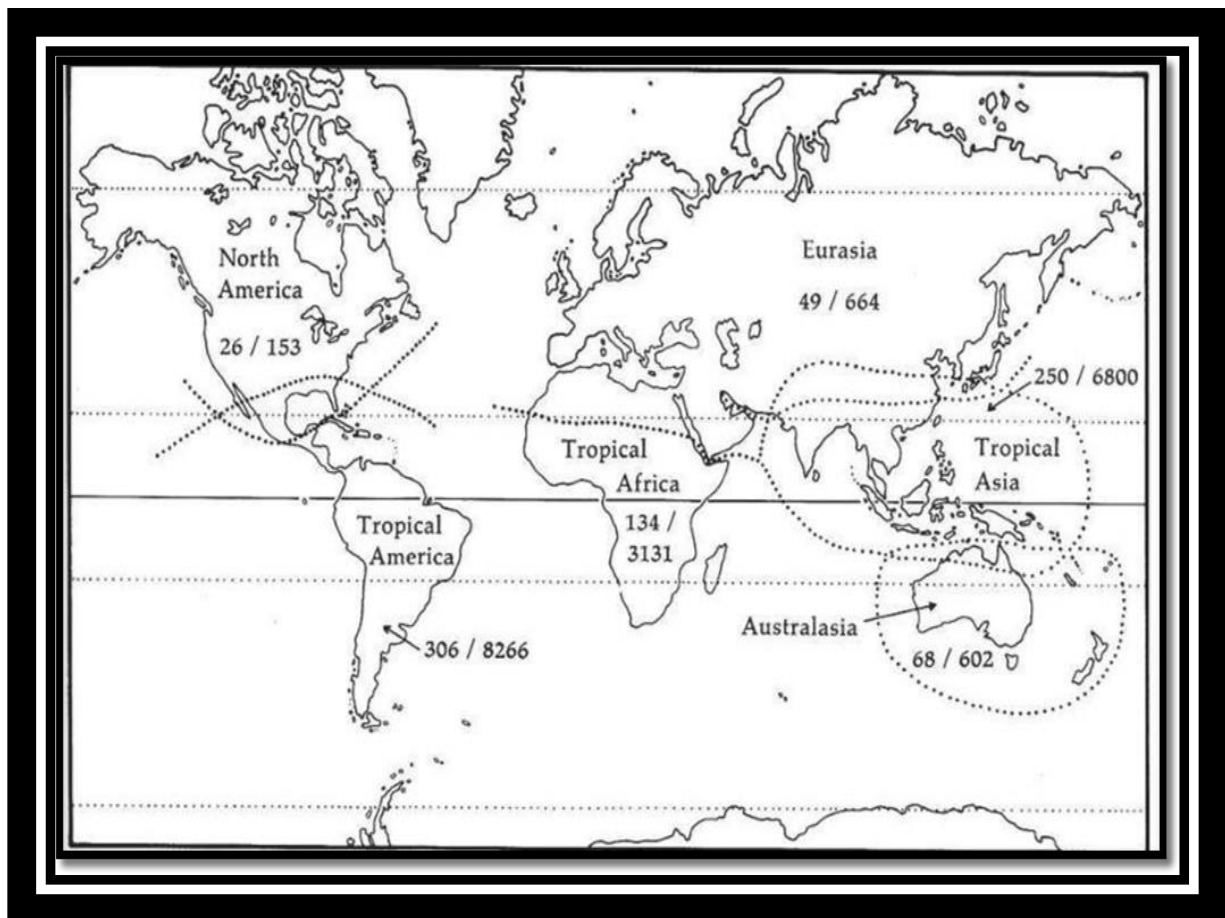 North
America
26 / 153
Eurasia
49 / 664
250 / 6800
Tropical
Asia
Tropical
Africa
134 /
3131
Tropical
America
306 / 8266
Australasia
68 / 602